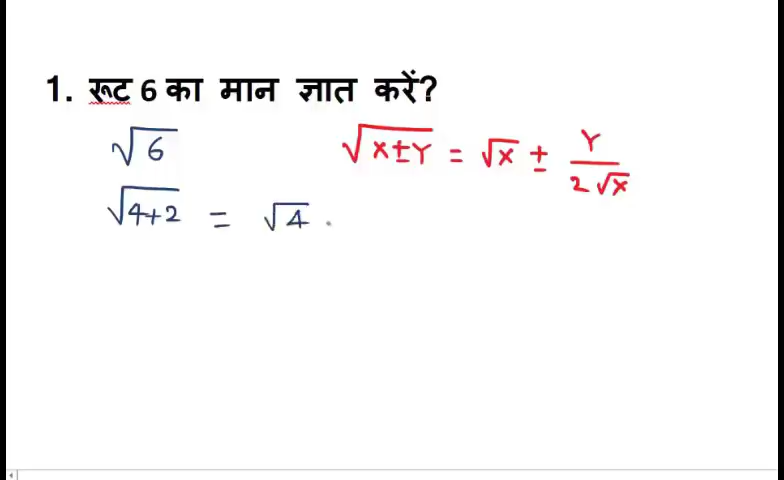 1. रूट 6 का मान ज्ञात करें?
√6 √(X±Y) = √X ± Y/(2√X)
√(4+2) = √4